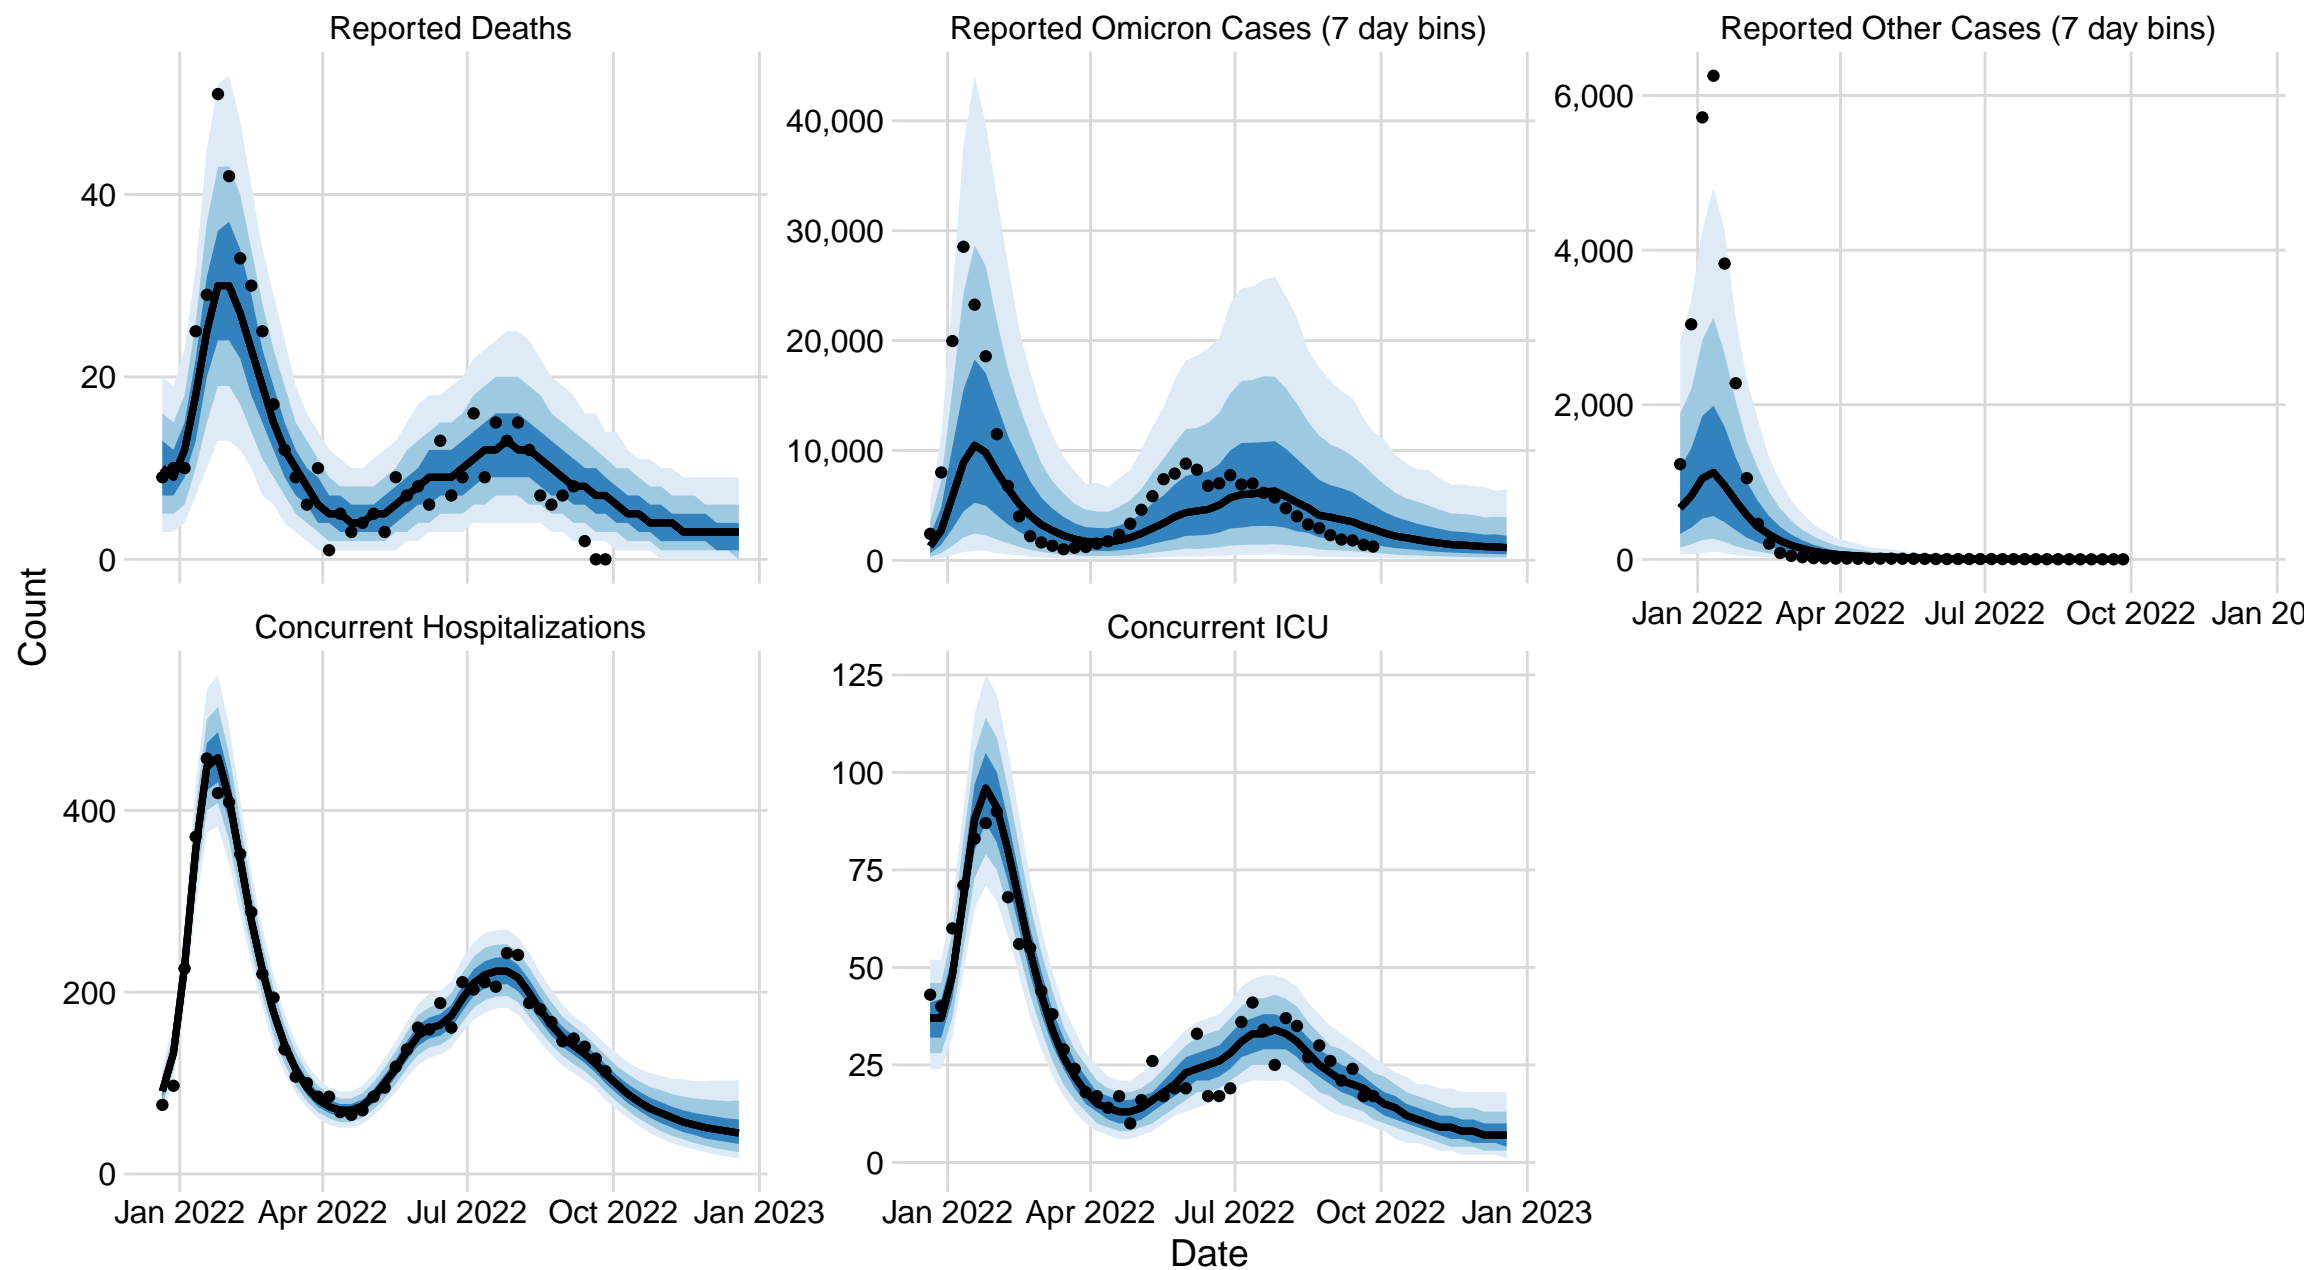 Reported Deaths
Reported Omicron Cases (7 day bins)
Reported Other Cases (7 day bins)
40
20
0
40,000
30,000
20,000
10,000
0
6,000
4,000
2,000
0
Jan 2022 Apr 2022 Jul 2022 Oct 2022 Jan 20
Count
Concurrent Hospitalizations
Concurrent ICU
400
200
0
125
100
75
50
25
0
Jan 2022 Apr 2022 Jul 2022 Oct 2022 Jan 2023
Jan 2022 Apr 2022 Jul 2022 Oct 2022 Jan 2023
Date